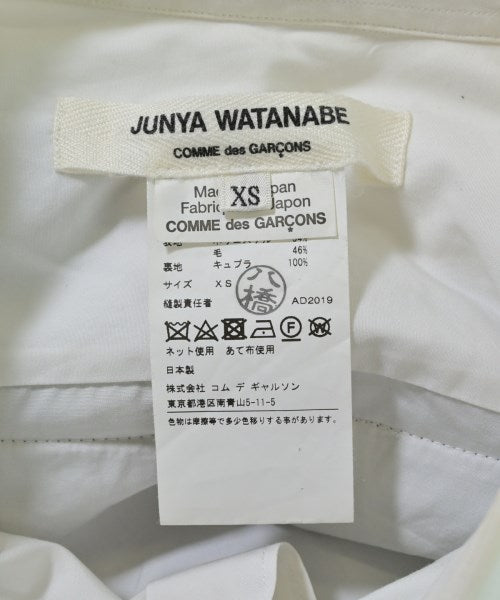 JUNYA WATANABE
COMME des GARÇONS
XS
COMME des GARÇONS
54%
毛 46%
裏地 キュプラ 100%
サイズ XS
八橋
縫製責任者 AD2019
F
ネット使用 あて布使用
日本製
株式会社 コム デ ギャルソン
東京都港区南青山5-11-5
色物は摩擦等で多少色移りする事があります。